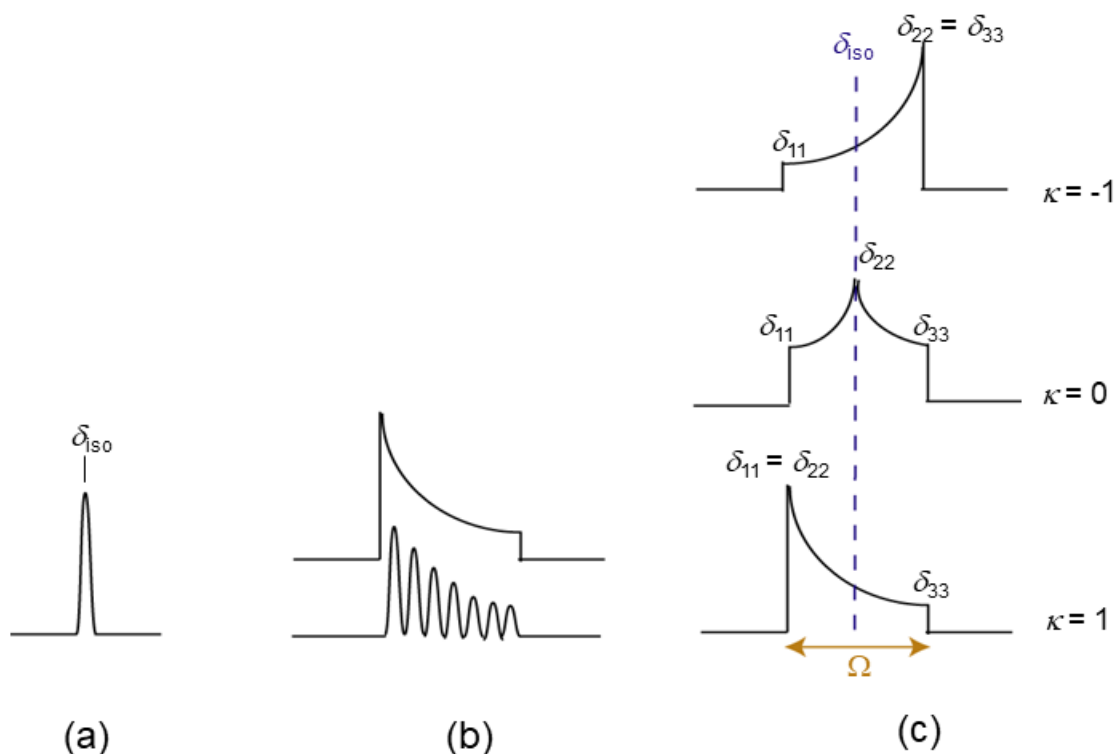 δiso
(a)
(b)
δiso
δ22 = δ33
δ11
κ = -1
δ22
δ11
δ33
κ = 0
δ11 = δ22
δ33
κ = 1
Ω
(c)